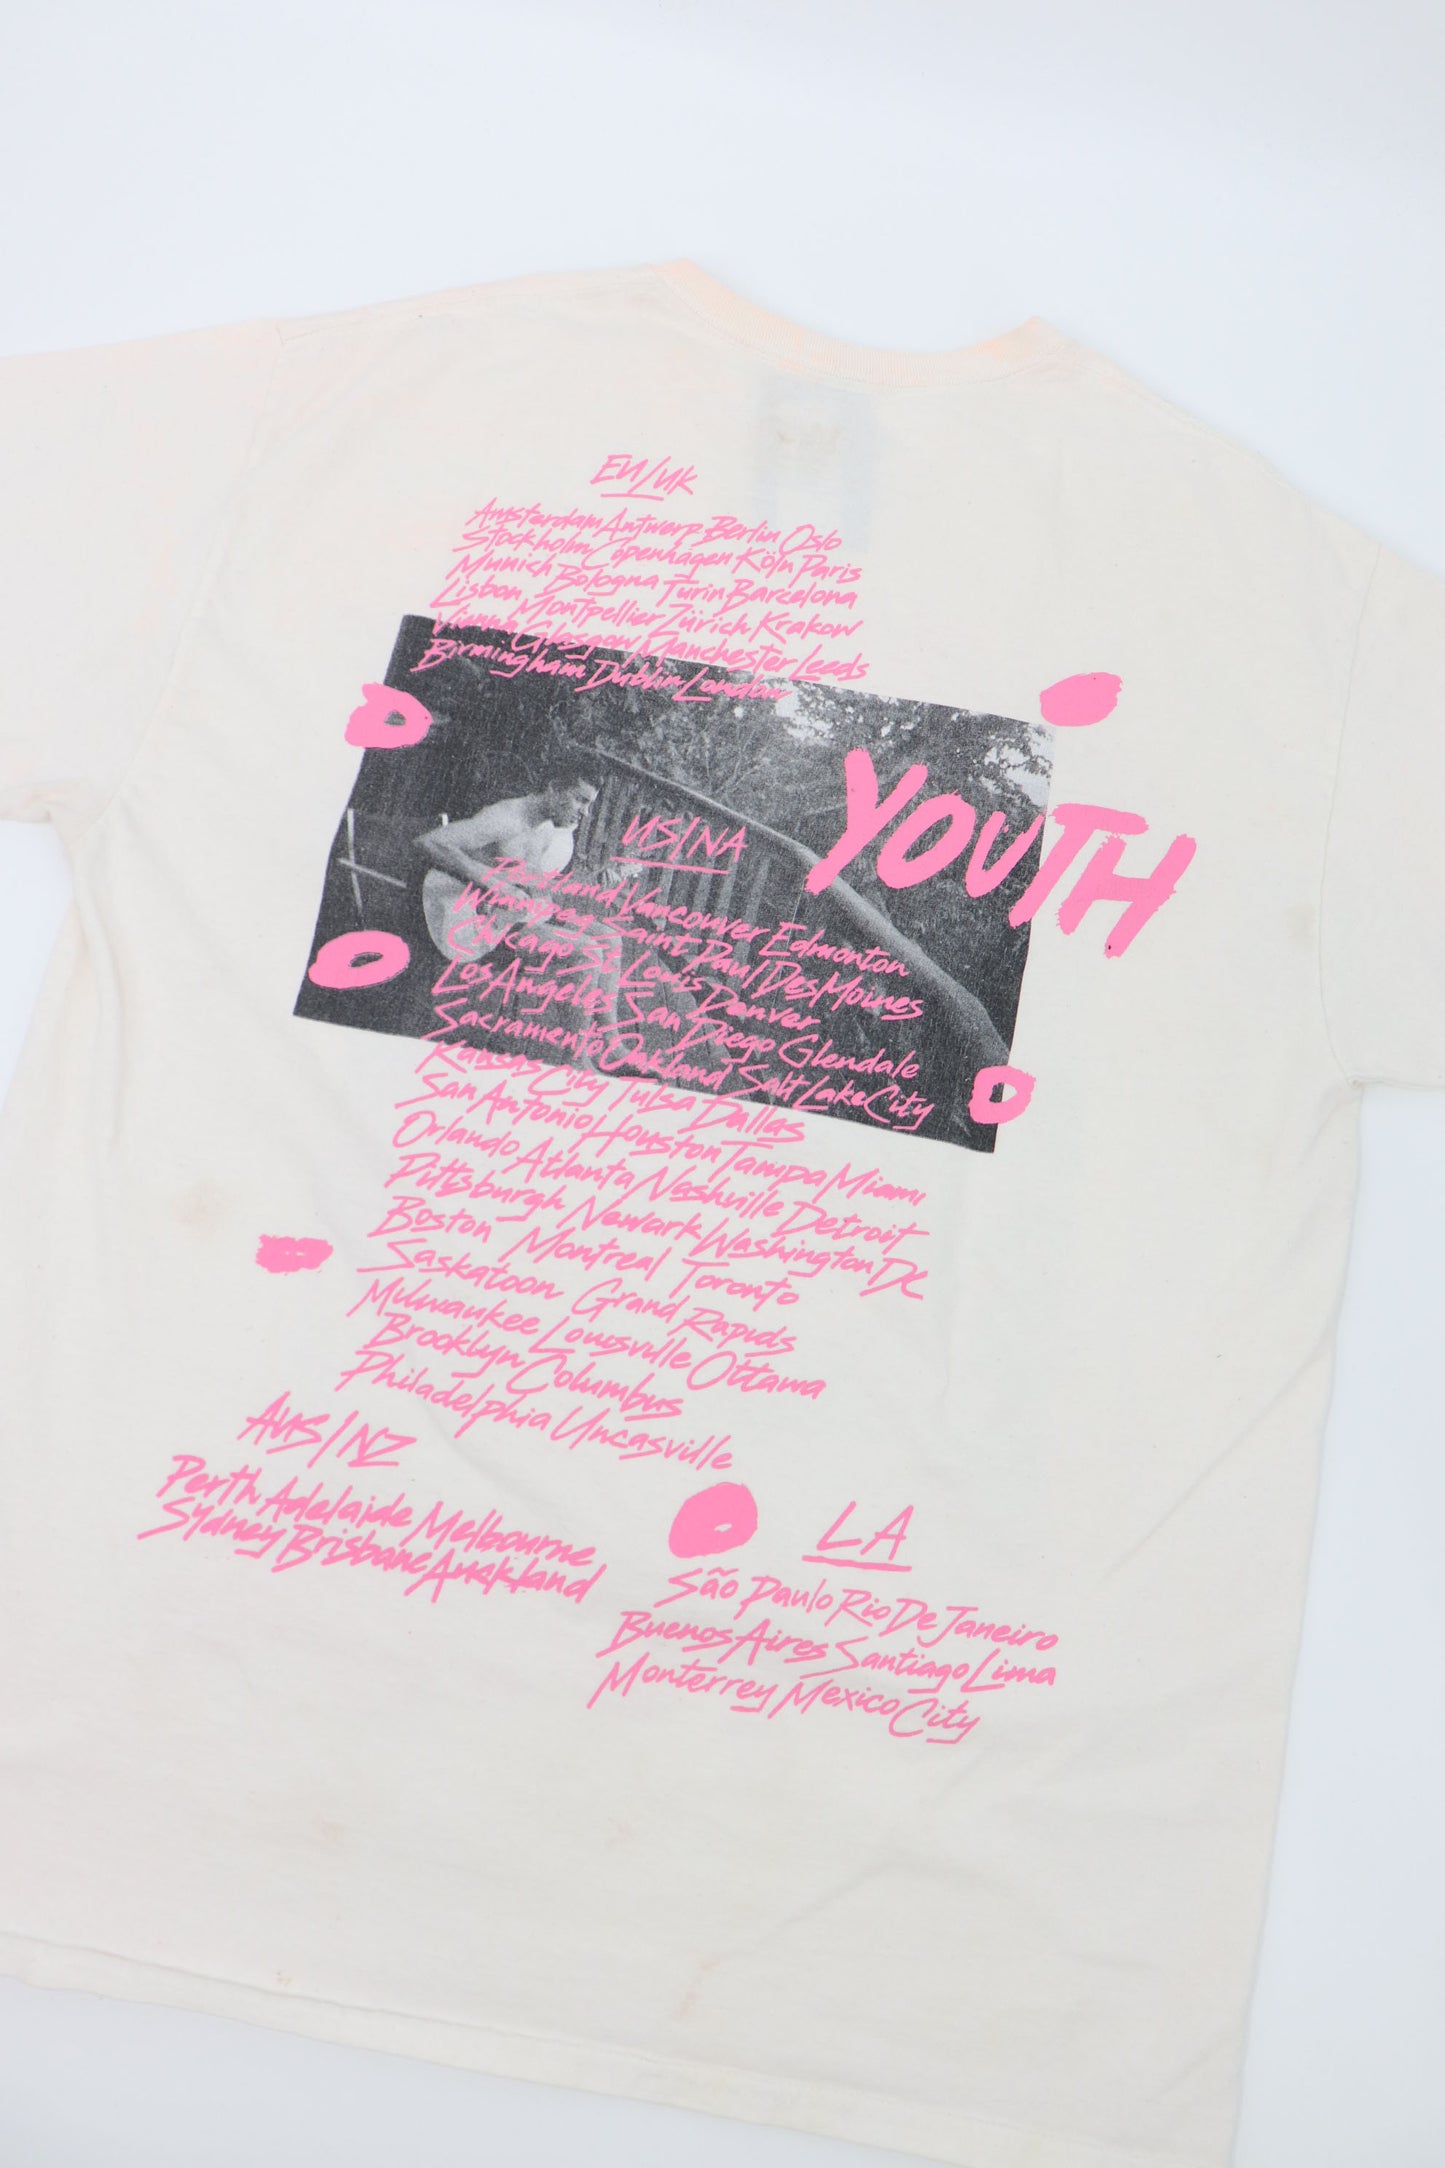 EU/UK
Amsterdam Antwerp Berlin Oslo
Stockholm Copenhagen Köln Paris
Munich Bologna Turin Barcelona
Lisbon Montpellier Zürich Krakow
Vienna Glasgow Manchester Leeds
Birmingham Dublin London
YOUTH
US/NA
Portland Vancouver Edmonton
Winnipeg Saint Paul Des Moines
Chicago St. Louis Denver
Los Angeles San Diego Glendale
Sacramento Oakland Salt Lake City
Kansas City Tulsa Dallas
San Antonio Houston Tampa Miami
Orlando Atlanta Nashville Detroit
Pittsburgh Newark Washington DC
Boston Montreal Toronto
Saskatoon Grand Rapids
Milwaukee Louisville Ottawa
Brooklyn Columbus
Philadelphia Uncasville
AUS/NZ
Perth Adelaide Melbourne
Sydney Brisbane Auckland
LA
São Paulo Rio De Janeiro
Buenos Aires Santiago Lima
Monterrey Mexico City